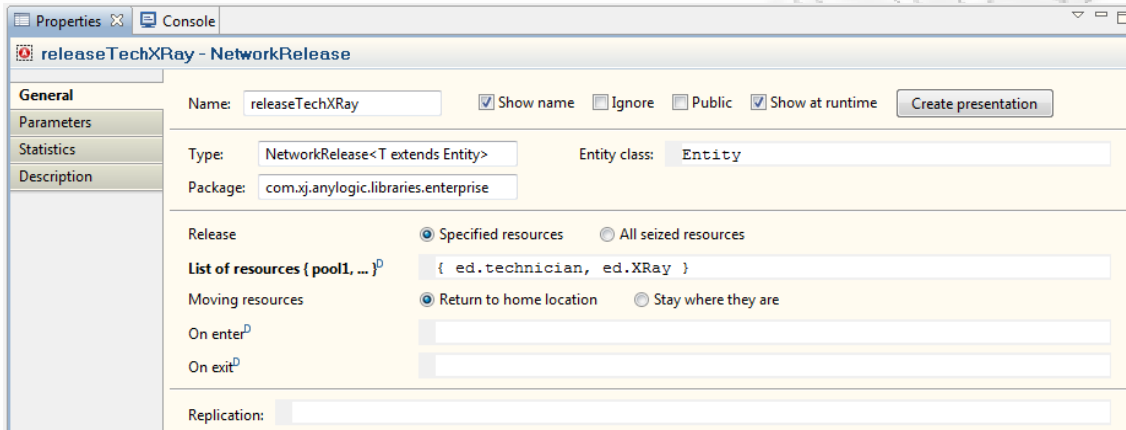 Properties Console
releaseTechXRay - NetworkRelease
General
Parameters
Statistics
Description
Name: releaseTechXRay Show name Ignore Public Show at runtime Create presentation
Type: NetworkRelease<T extends Entity> Entity class: Entity
Package: com.xj.anylogic.libraries.enterprise
Release Specified resources All seized resources
List of resources { pool1, ... }D { ed.technician, ed.XRay }
Moving resources Return to home location Stay where they are
On enterD
On exitD
Replication: